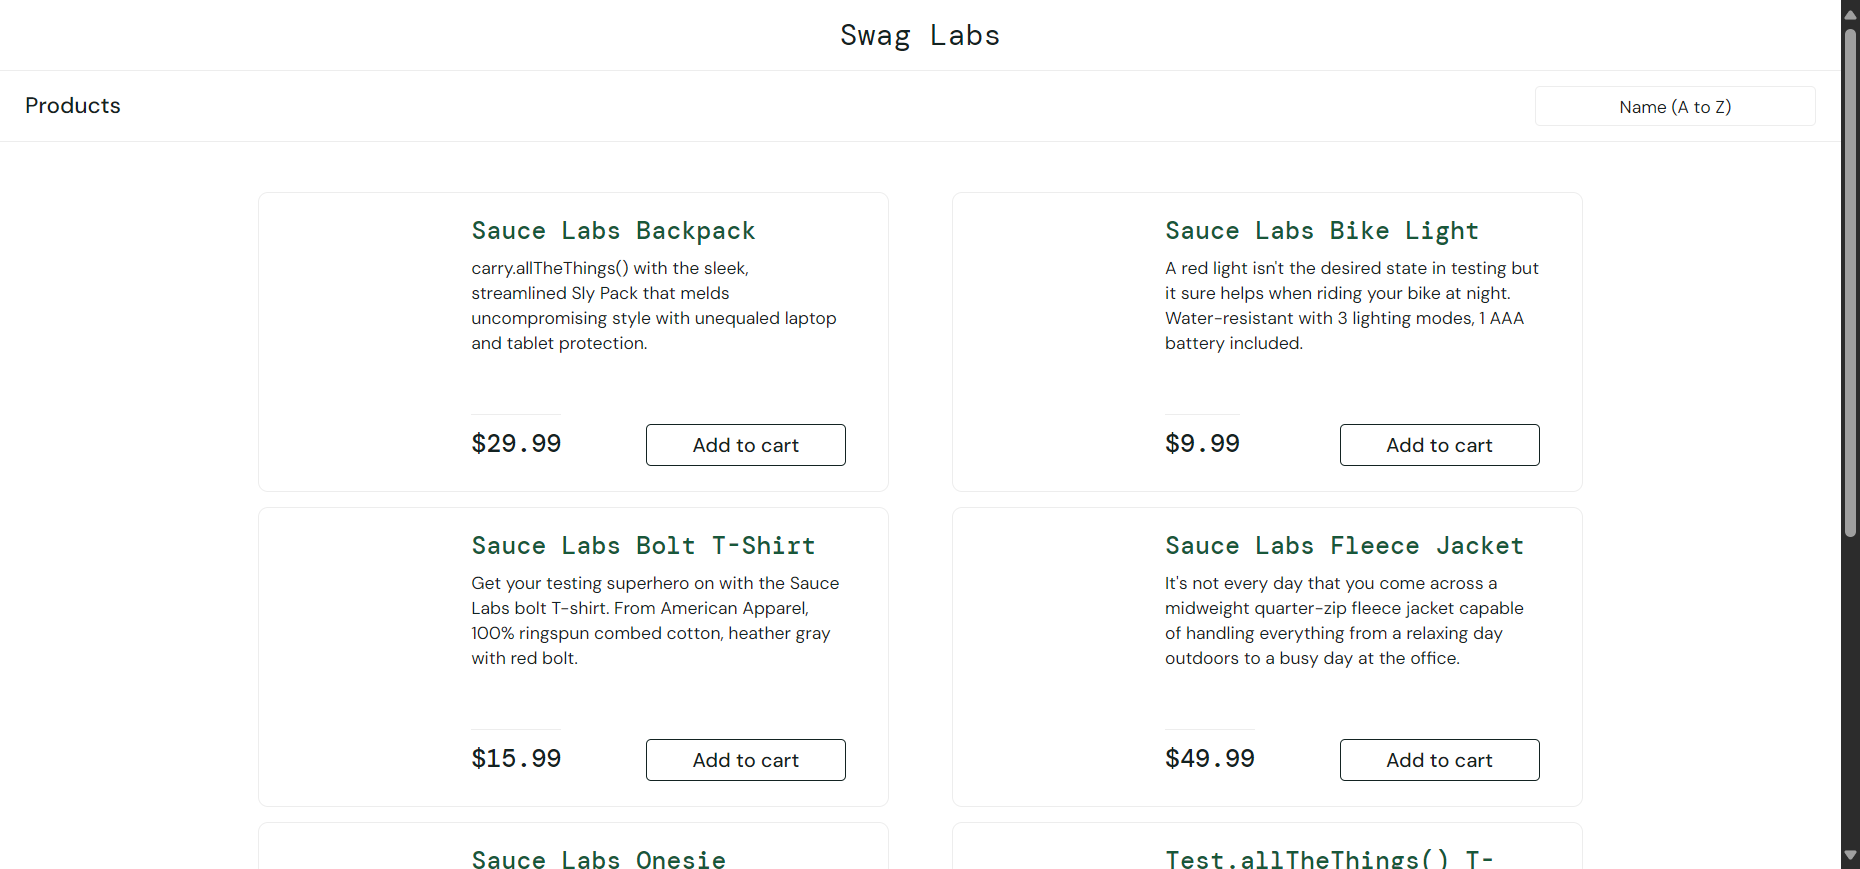 Swag Labs
Products
Name (A to Z)
Sauce Labs Backpack
carry.allTheThings() with the sleek,
streamlined Sly Pack that melds
uncompromising style with unequaled laptop
and tablet protection.
$29.99
Add to cart
Sauce Labs Bike Light
A red light isn't the desired state in testing but
it sure helps when riding your bike at night.
Water-resistant with 3 lighting modes, 1 AAA
battery included.
$9.99
Add to cart
Sauce Labs Bolt T-Shirt
Get your testing superhero on with the Sauce
Labs bolt T-shirt. From American Apparel,
100% ringspun combed cotton, heather gray
with red bolt.
$15.99
Add to cart
Sauce Labs Fleece Jacket
It's not every day that you come across a
midweight quarter-zip fleece jacket capable
of handling everything from a relaxing day
outdoors to a busy day at the office.
$49.99
Add to cart
Sauce Labs Onesie
Test.allTheThings() T-